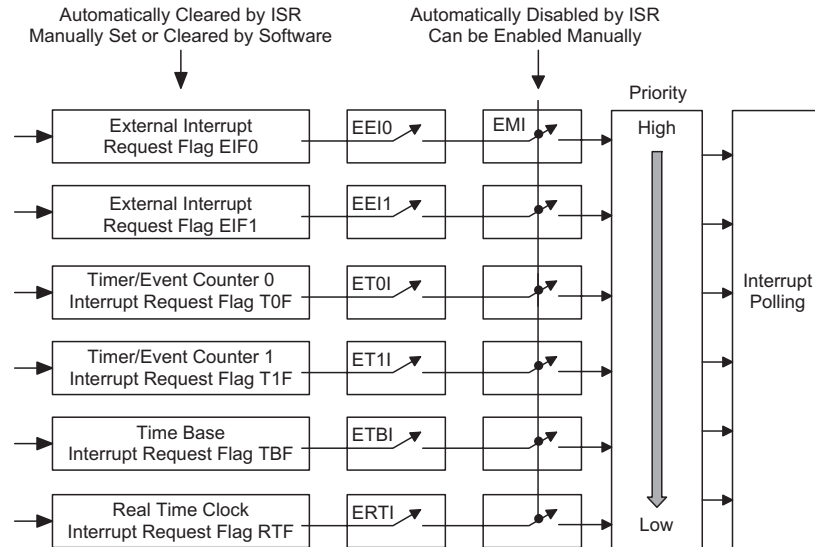 Automatically Cleared by ISR
Manually Set or Cleared by Software
Automatically Disabled by ISR
Can be Enabled Manually
Priority
External Interrupt
Request Flag EIF0
EEI0
EMI
High
External Interrupt
Request Flag EIF1
EEI1
Timer/Event Counter 0
Interrupt Request Flag T0F
ET0I
Interrupt
Polling
Timer/Event Counter 1
Interrupt Request Flag T1F
ET1I
Time Base
Interrupt Request Flag TBF
ETBI
Real Time Clock
Interrupt Request Flag RTF
ERTI
Low